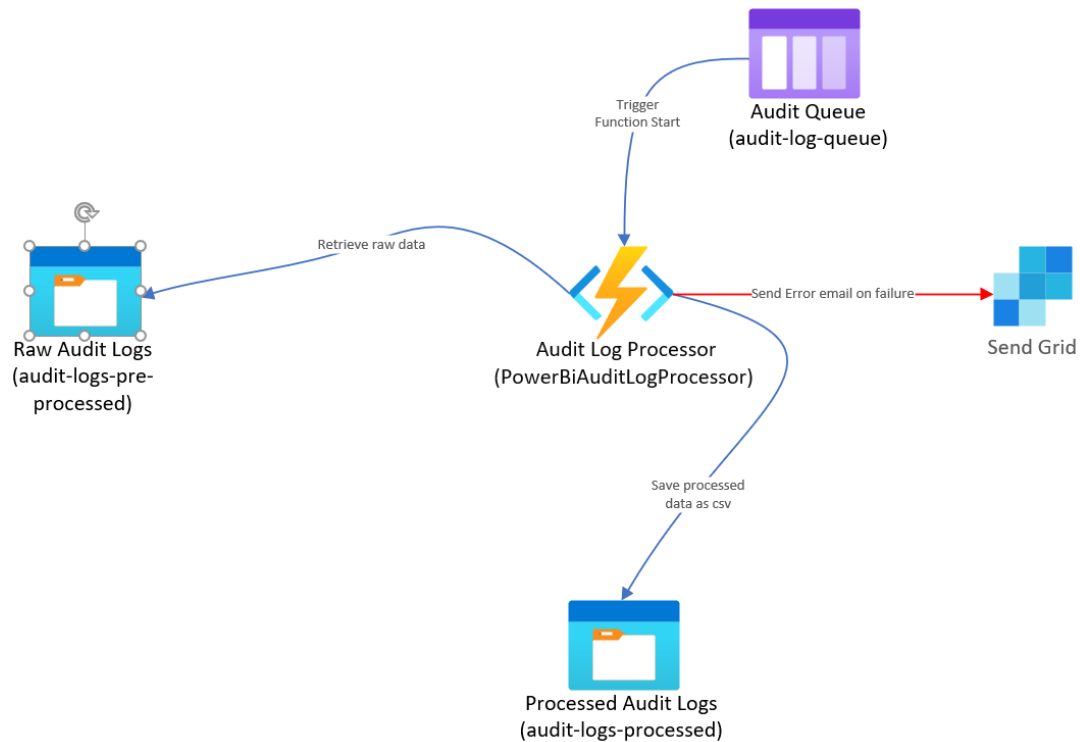 Audit Queue
(audit-log-queue)
Trigger
Function Start
Retrieve raw data
Raw Audit Logs
(audit-logs-pre-
processed)
Audit Log Processor
(PowerBiAuditLogProcessor)
Send Error email on failure
Send Grid
Save processed
data as csv
Processed Audit Logs
(audit-logs-processed)